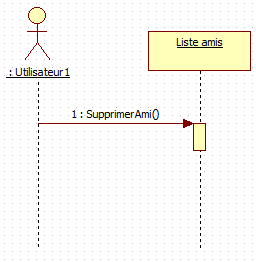 : Utilisateur1
Liste amis
1 : SupprimerAmi()